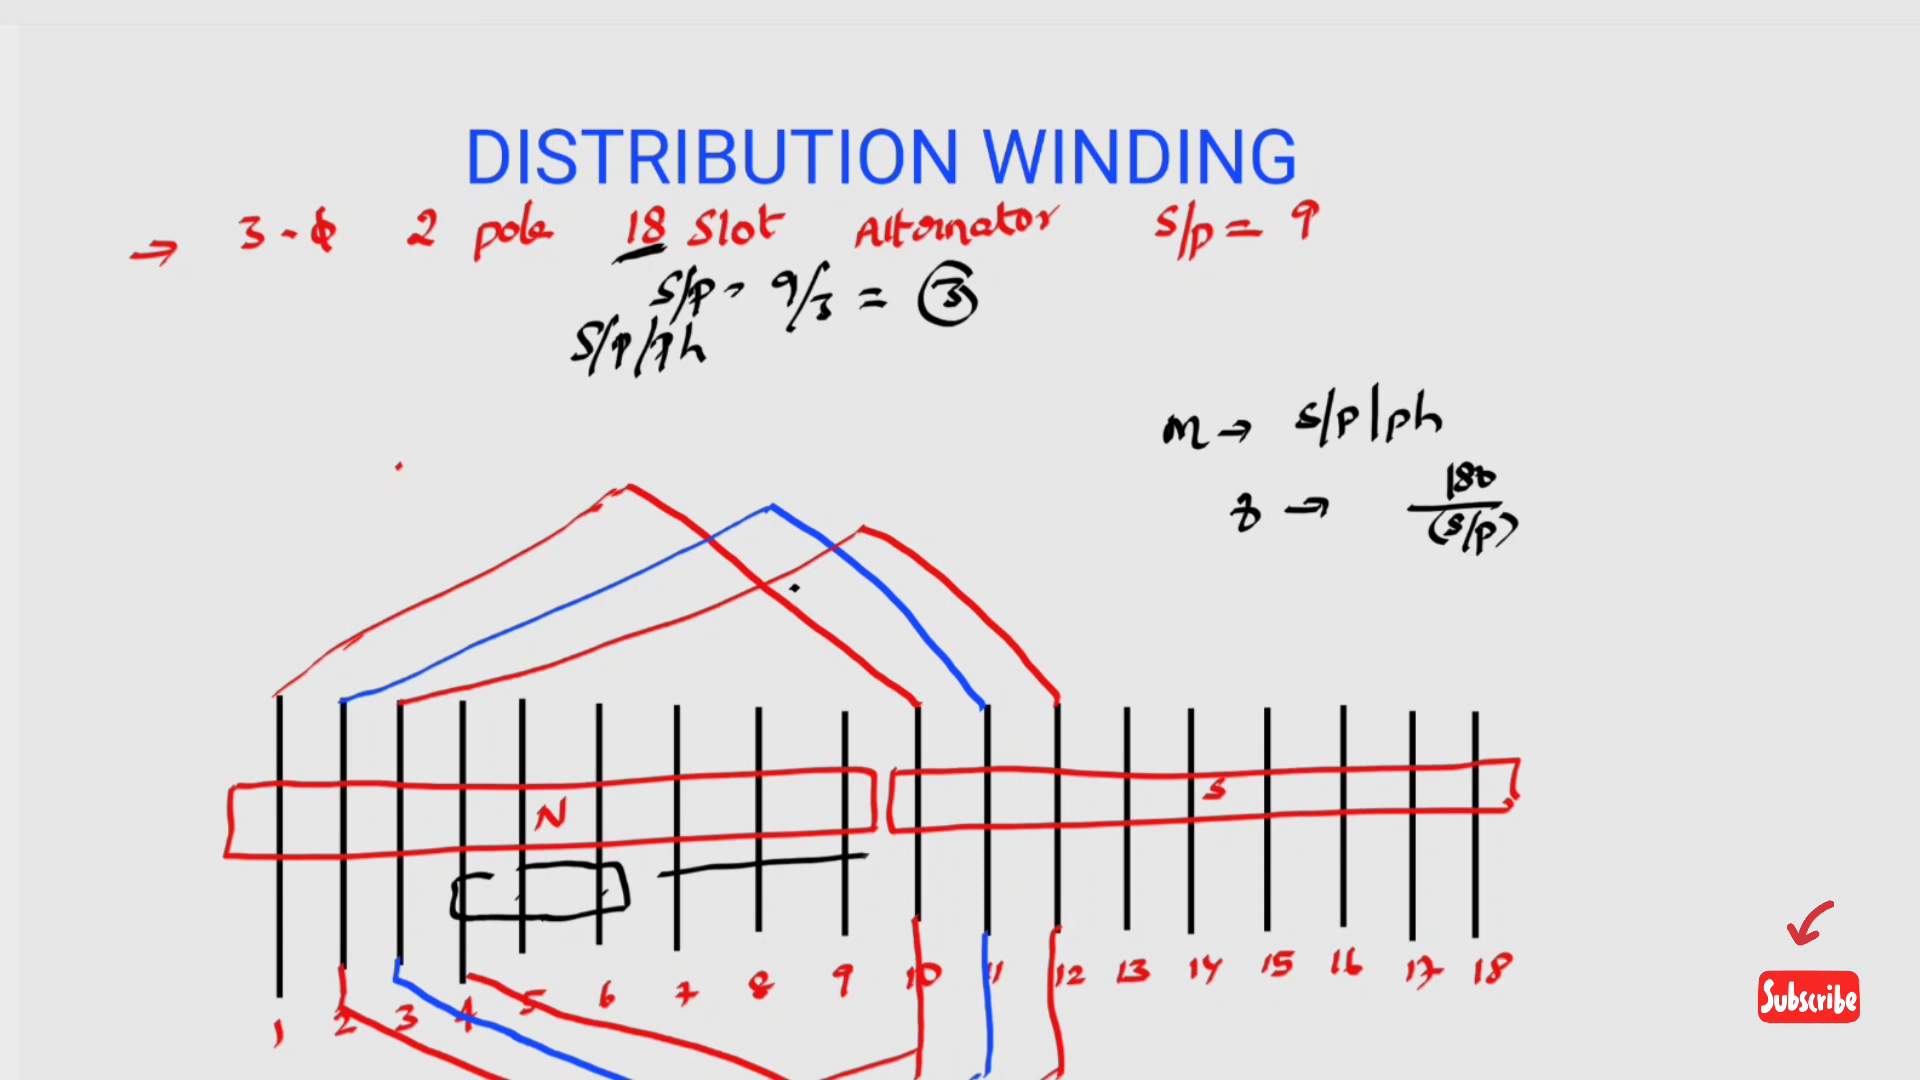 DISTRIBUTION WINDING
→ 3-ϕ 2 pole 18 Slot Alternator S/p = 9
S/p = 9/3 = 3
S/p/ph
m → s/p/ph
γ → 180/(s/p)
N
S
1 2 3 4 5 6 7 8 9 10 11 12 13 14 15 16 17 18
Subscribe